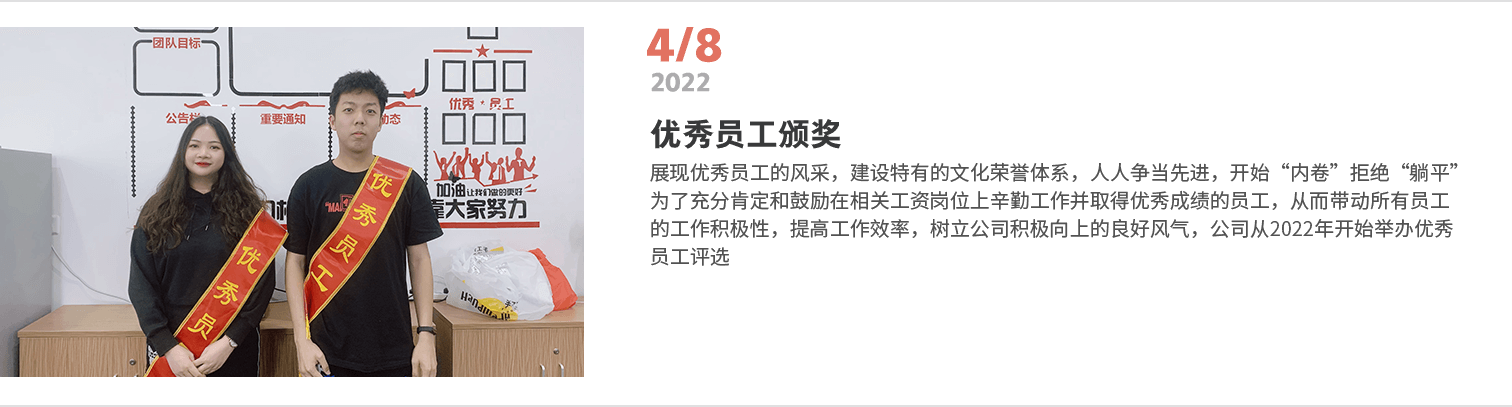 团队目标
公告栏
重要通知
动态
优秀 员工
加油 让我们做的更好
靠大家努力
优秀员工
优秀员
4/8
2022
优秀员工颁奖
展现优秀员工的风采，建设特有的文化荣誉体系，人人争当先进，开始“内卷”拒绝“躺平”
为了充分肯定和鼓励在相关工资岗位上辛勤工作并取得优秀成绩的员工，从而带动所有员工
的工作积极性，提高工作效率，树立公司积极向上的良好风气，公司从2022年开始举办优秀
员工评选